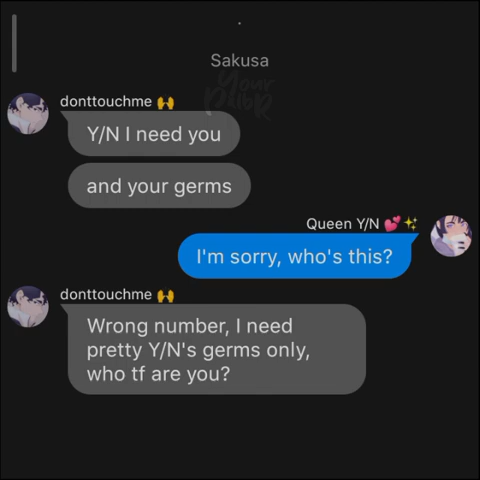 Sakusa
donttouchme 🙌
Y/N I need you
and your germs
Queen Y/N 💕✨
I'm sorry, who's this?
donttouchme 🙌
Wrong number, I need
pretty Y/N's germs only,
who tf are you?